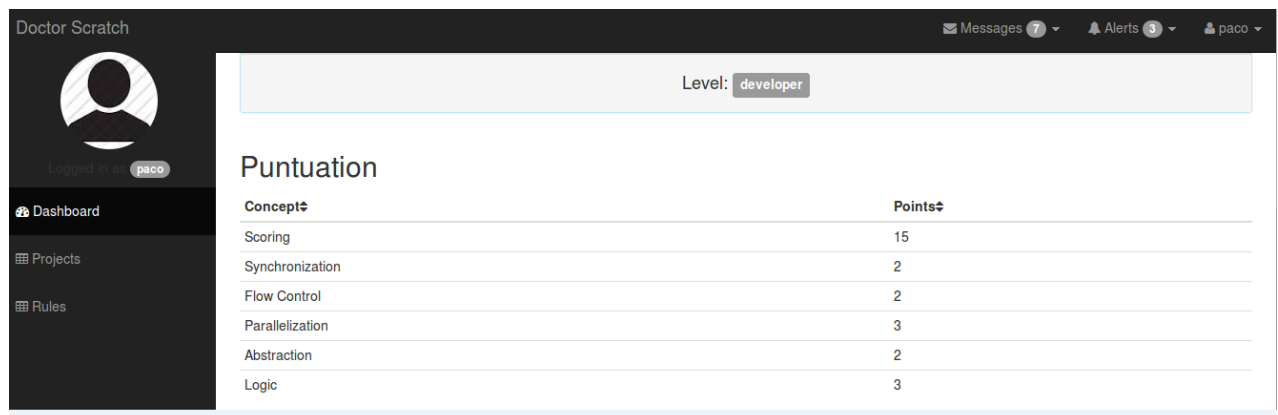 Doctor Scratch Messages 7 Alerts 3 paco
Level: developer
Logged in as paco
Puntuation
Concept Points
Dashboard
Scoring 15
Projects
Synchronization 2
Flow Control 2
Rules
Parallelization 3
Abstraction 2
Logic 3